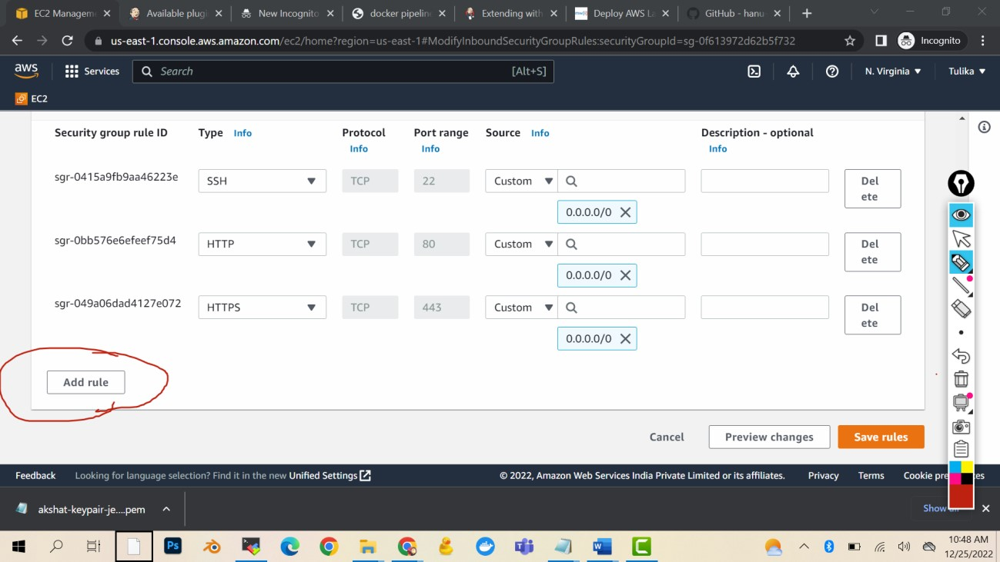 EC2 Manageme
Available plugi
New Incognito
docker pipelin
Extending with
Deploy AWS La
GitHub - hanu
us-east-1.console.aws.amazon.com/ec2/home?region=us-east-1#ModifyInboundSecurityGroupRules:securityGroupId=sg-0f613972d62b5f732
Incognito
aws
Services
Search
[Alt+S]
N. Virginia
Tulika
EC2
Security group rule ID
Type Info
Protocol
Info
Port range
Info
Source Info
Description - optional
Info
sgr-0415a9fb9aa46223e
SSH
TCP
22
Custom
0.0.0.0/0
Del
ete
sgr-0bb576e6efeef75d4
HTTP
TCP
80
Custom
0.0.0.0/0
Del
ete
sgr-049a06dad4127e072
HTTPS
TCP
443
Custom
0.0.0.0/0
Del
ete
Add rule
Cancel
Preview changes
Save rules
Feedback
Looking for language selection? Find it in the new Unified Settings
© 2022, Amazon Web Services India Private Limited or its affiliates.
Privacy
Terms
Cookie pre
es
akshat-keypair-je....pem
Show all
Ps
W
C
10:48 AM
12/25/2022